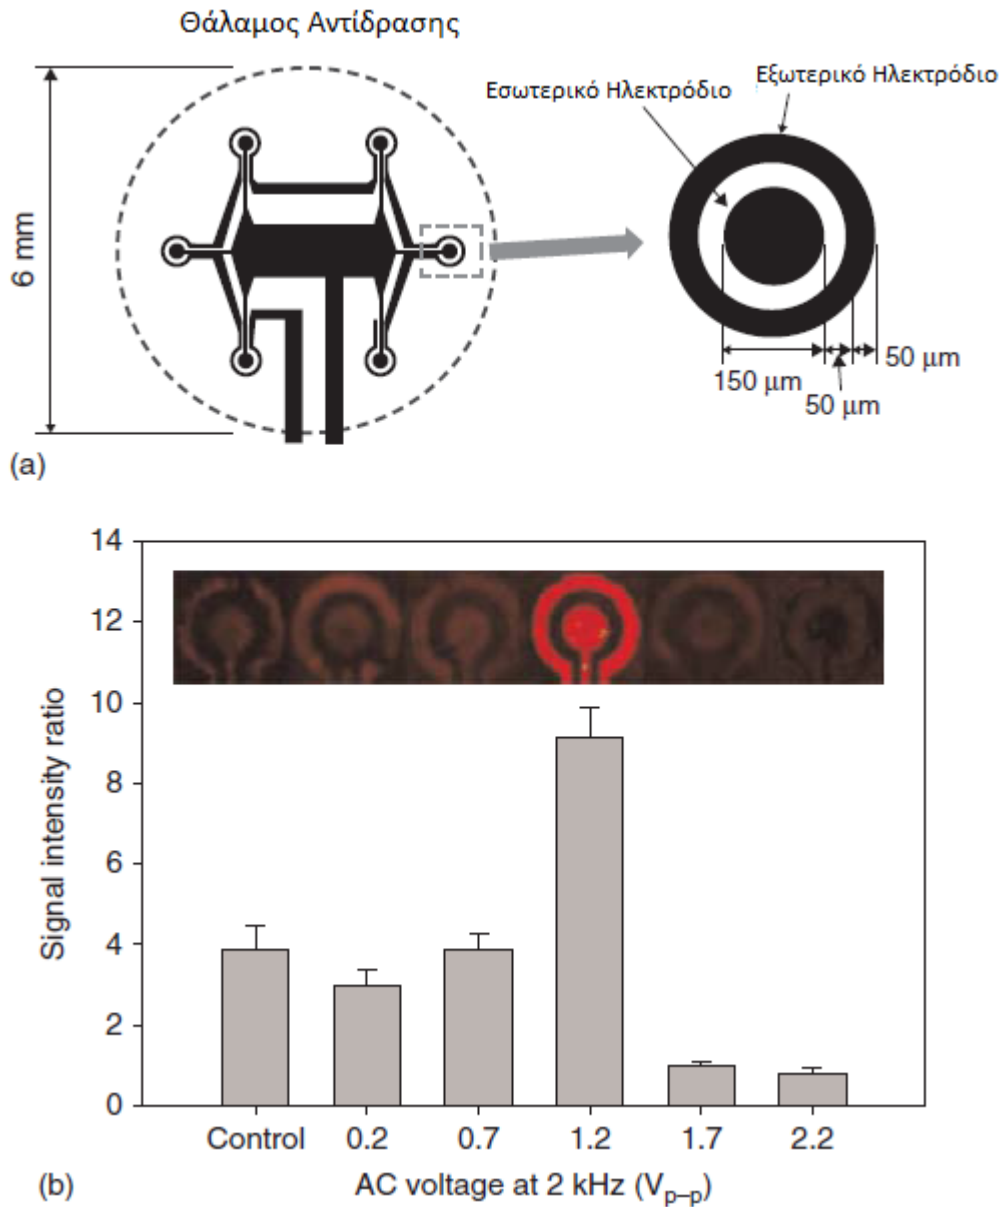 Θάλαμος Αντίδρασης
Εσωτερικό Ηλεκτρόδιο
Εξωτερικό Ηλεκτρόδιο
6 mm
150 μm
50 μm
50 μm
(a)
14
12
10
8
6
4
2
0
Signal intensity ratio
Control 0.2 0.7 1.2 1.7 2.2
AC voltage at 2 kHz (Vp–p)
(b)